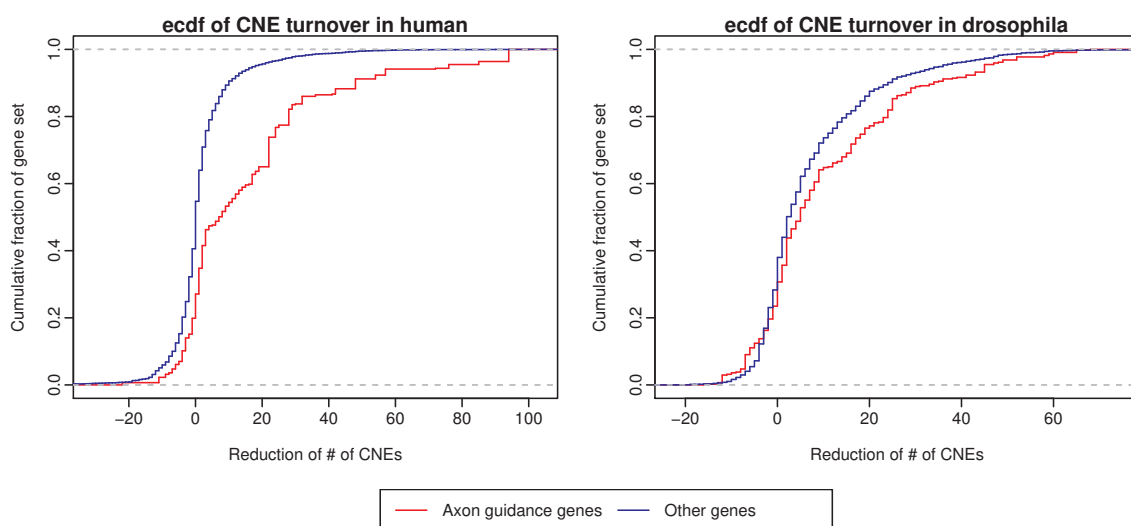 ecdf of CNE turnover in human
Cumulative fraction of gene set
0.0 0.2 0.4 0.6 0.8 1.0
−20 0 20 40 60 80 100
Reduction of # of CNEs
ecdf of CNE turnover in drosophila
Cumulative fraction of gene set
0.0 0.2 0.4 0.6 0.8 1.0
−20 0 20 40 60
Reduction of # of CNEs
Axon guidance genes Other genes